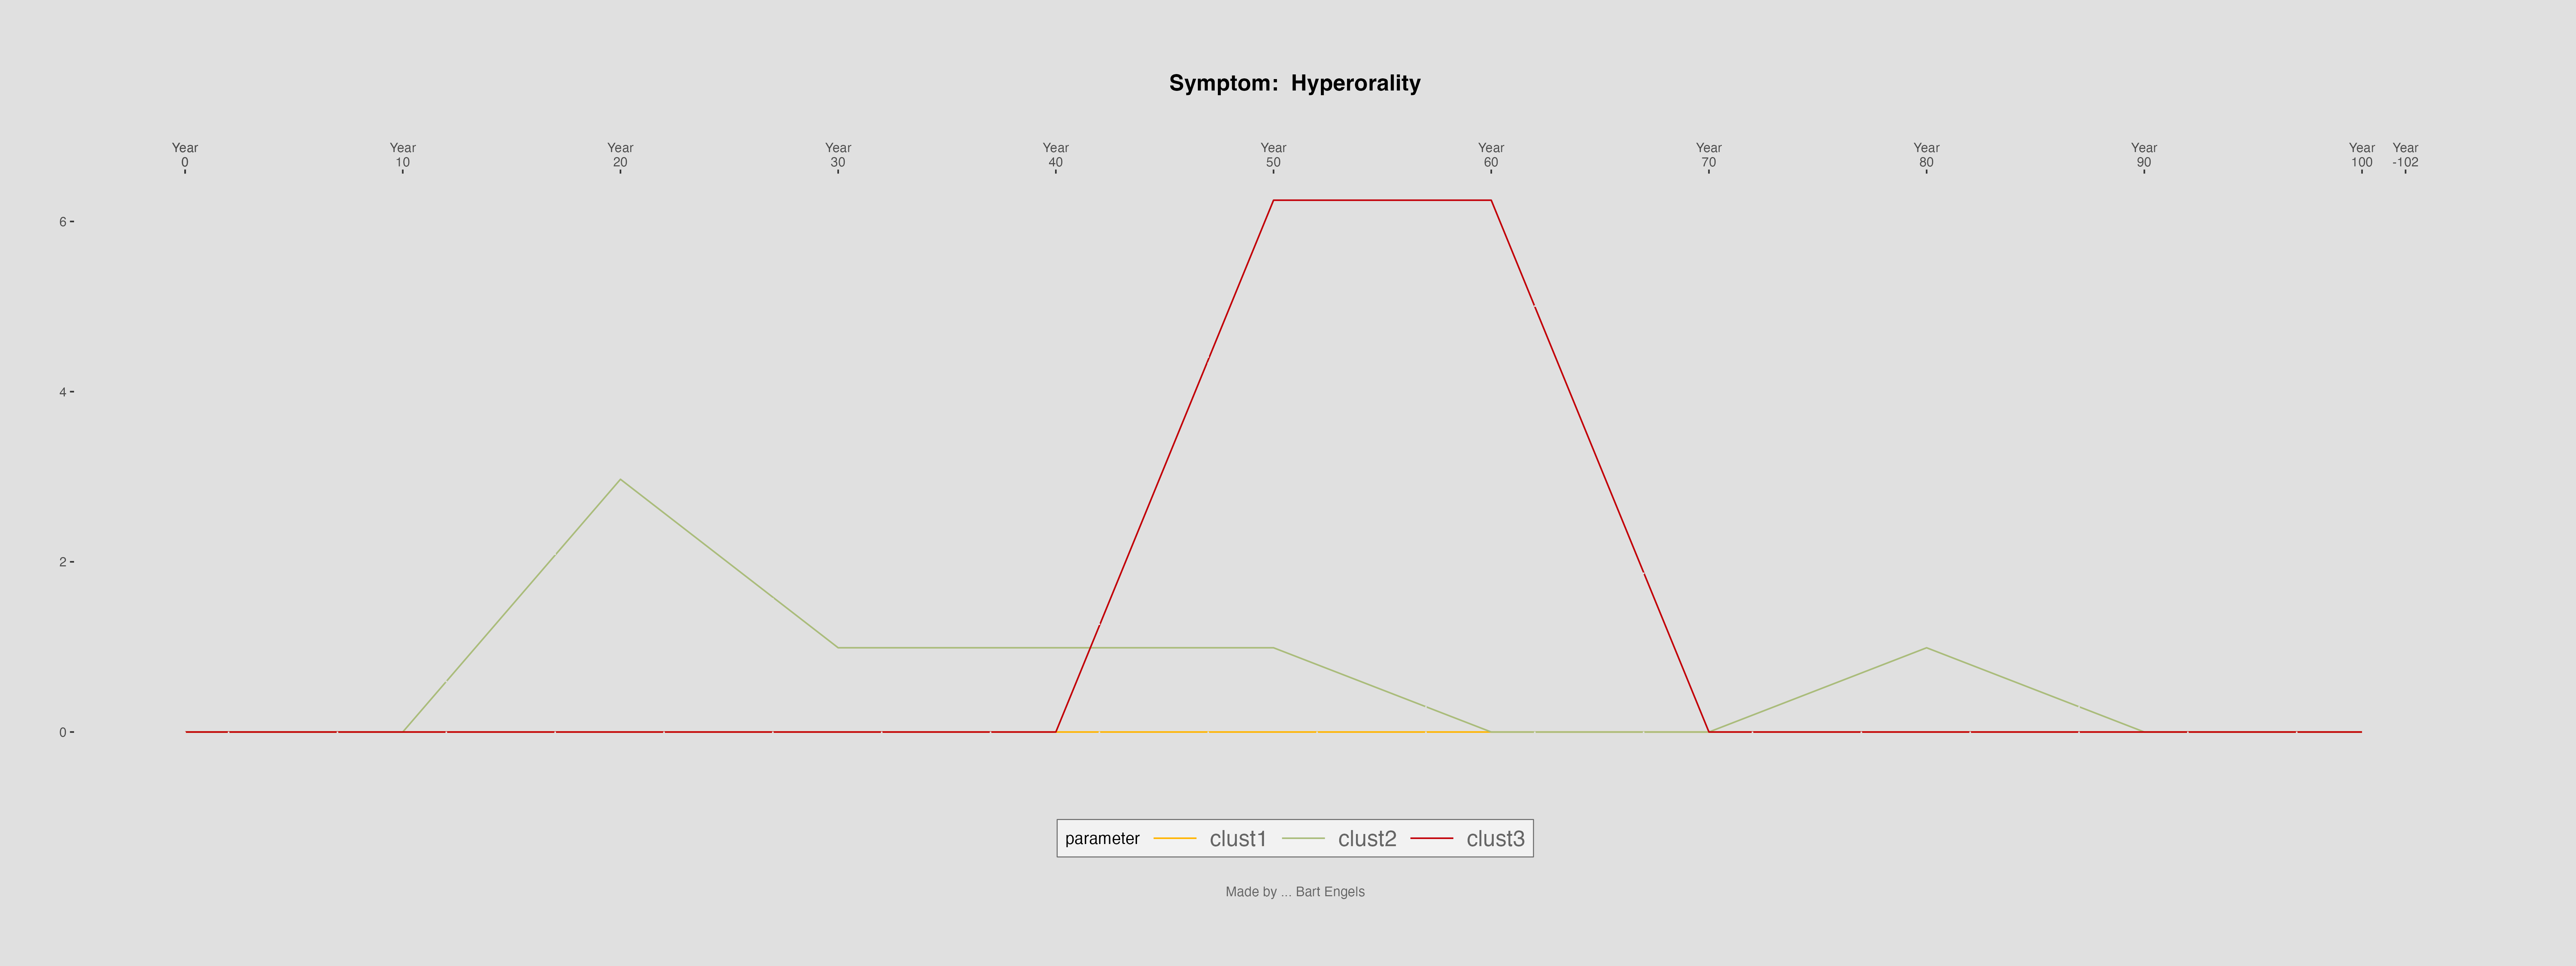 Symptom:  Hyperorality
Year Year Year Year Year Year Year Year Year Year Year Year
0 10 20 30 40 50 60 70 80 90 100 -102
6
4
2
0
parameter clust1 clust2 clust3
Made by ... Bart Engels